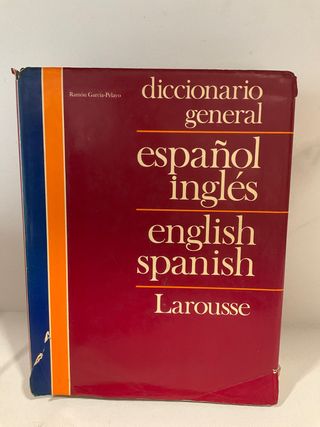 Ramón García-Pelayo
diccionario
general
español
inglés
english
spanish
Larousse